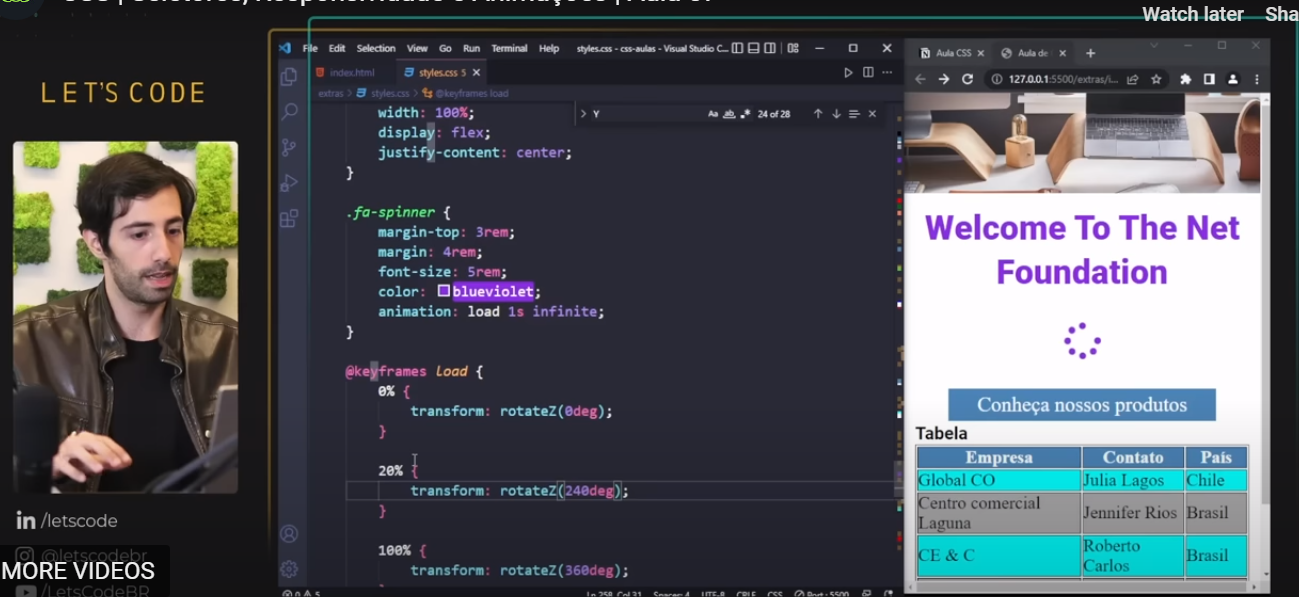 Watch later
Sha
LET'S CODE
File Edit Selection View Go Run Terminal Help
styles.css - css-aulas - Visual Studio C...
index.html
styles.css 5
extras > styles.css > @keyframes load
Y
Aa ab .*
24 of 28
width: 100%;
display: flex;
justify-content: center;
}
.fa-spinner {
margin-top: 3rem;
margin: 4rem;
font-size: 5rem;
color: blueviolet;
animation: load 1s infinite;
}
@keyframes load {
0% {
transform: rotateZ(0deg);
}
20% {
transform: rotateZ(240deg);
}
100% {
transform: rotateZ(360deg);
Ln 258, Col 31 Spaces: 4 UTF-8 CRLF CSS Port : 5500
Aula CSS
Aula de
127.0.0.1:5500/extras/i...
Welcome To The Net
Foundation
Conheça nossos produtos
Tabela
Empresa Contato País
Global CO Julia Lagos Chile
Centro comercial
Laguna Jennifer Rios Brasil
CE & C Roberto
Carlos Brasil
in /letscode
@letscodebr
MORE VIDEOS
/LetsCodeBR